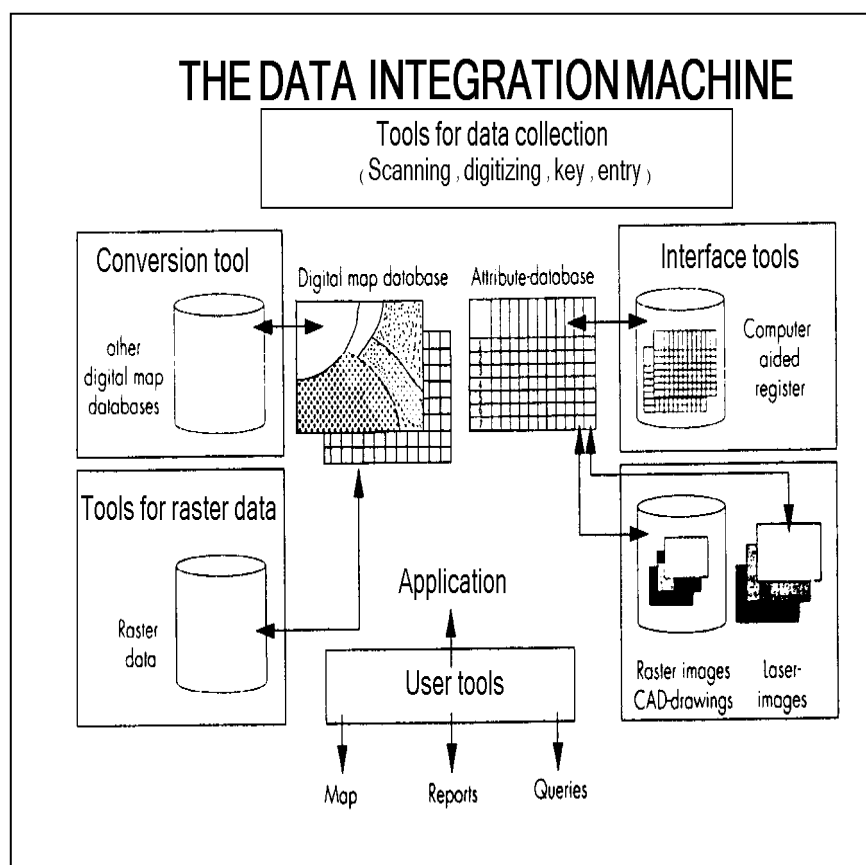 THE DATA INTEGRATION MACHINE
Tools for data collection
( Scanning , digitizing , key , entry )
Conversion tool
other
digital map
databases
Digital map database
Attribute-database
Interface tools
Computer
aided
register
Tools for raster data
Raster
data
Application
User tools
Map
Reports
Queries
Raster images
CAD-drawings
Laser-
images